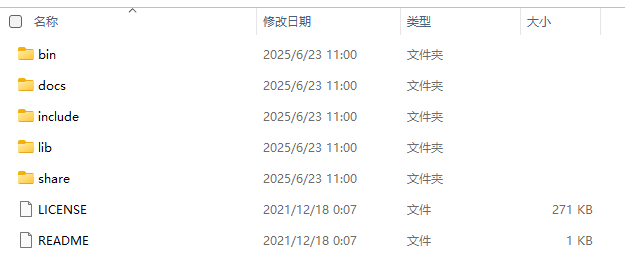 名称 修改日期 类型 大小
bin 2025/6/23 11:00 文件夹
docs 2025/6/23 11:00 文件夹
include 2025/6/23 11:00 文件夹
lib 2025/6/23 11:00 文件夹
share 2025/6/23 11:00 文件夹
LICENSE 2021/12/18 0:07 文件 271 KB
README 2021/12/18 0:07 文件 1 KB